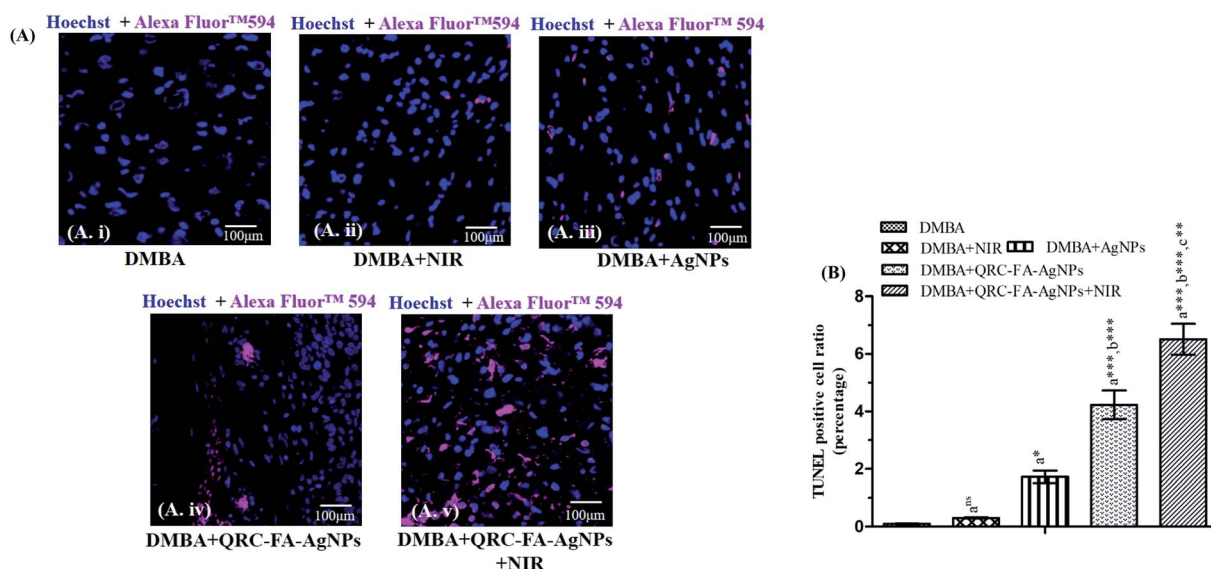 (A)
Hoechst + Alexa Fluor™594
Hoechst + Alexa Fluor™594
Hoechst + Alexa Fluor™ 594
(A. i)
100μm
(A. ii)
100μm
(A. iii)
100μm
DMBA
DMBA+NIR
DMBA+AgNPs
Hoechst + Alexa Fluor™ 594
Hoechst + Alexa Fluor™ 594
(A. iv)
100μm
(A. v)
100μm
DMBA+QRC-FA-AgNPs
DMBA+QRC-FA-AgNPs
+NIR
(B)
DMBA
DMBA+NIR
DMBA+AgNPs
DMBA+QRC-FA-AgNPs
DMBA+QRC-FA-AgNPs+NIR
TUNEL positive cell ratio
(percentage)
8
6
4
2
0
a^ns
a*
a***,b***
a***,b***,c**